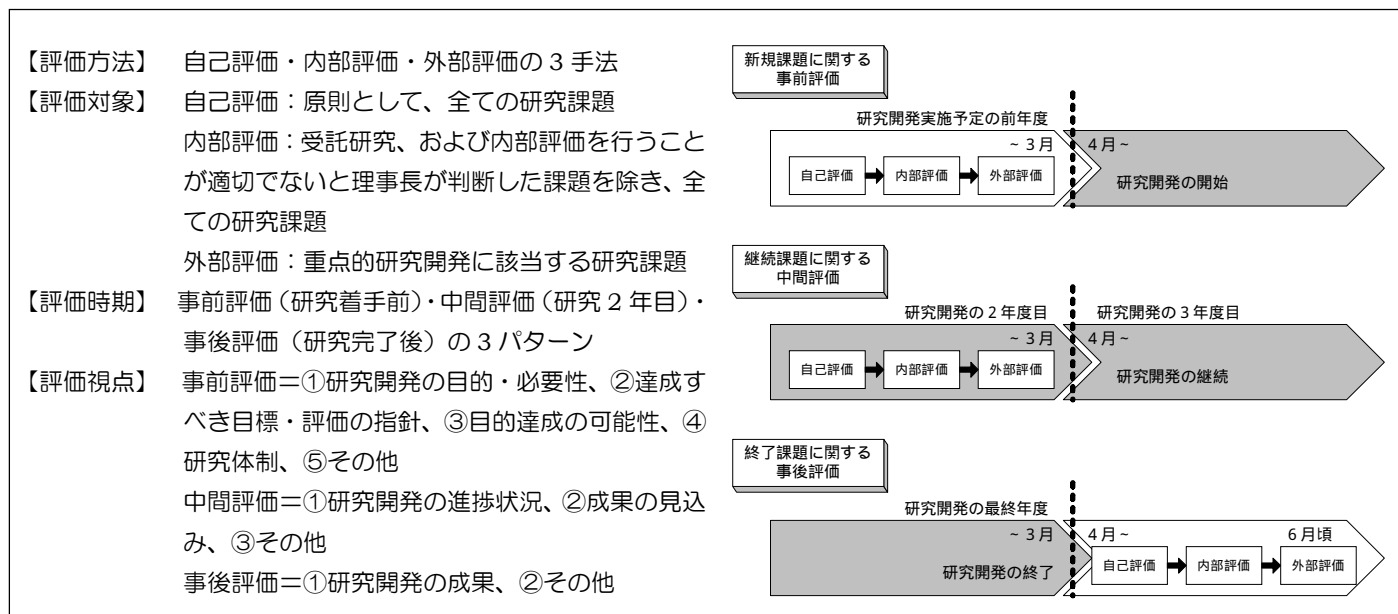 【評価方法】　自己評価・内部評価・外部評価の3手法
【評価対象】　自己評価：原則として、全ての研究課題
内部評価：受託研究、および内部評価を行うこと
が適切でないと理事長が判断した課題を除き、全
ての研究課題
外部評価：重点的研究開発に該当する研究課題
【評価時期】　事前評価（研究着手前）・中間評価（研究2年目）・
事後評価（研究完了後）の3パターン
【評価視点】　事前評価＝①研究開発の目的・必要性、②達成す
べき目標・評価の指針、③目的達成の可能性、④
研究体制、⑤その他
中間評価＝①研究開発の進捗状況、②成果の見込
み、③その他
事後評価＝①研究開発の成果、②その他
新規課題に関する
事前評価
研究開発実施予定の前年度
～3月　4月～
自己評価　内部評価　外部評価
研究開発の開始
継続課題に関する
中間評価
研究開発の2年度目　研究開発の3年度目
～3月　4月～
自己評価　内部評価　外部評価
研究開発の継続
終了課題に関する
事後評価
研究開発の最終年度
～3月　4月～　6月頃
研究開発の終了　自己評価　内部評価　外部評価